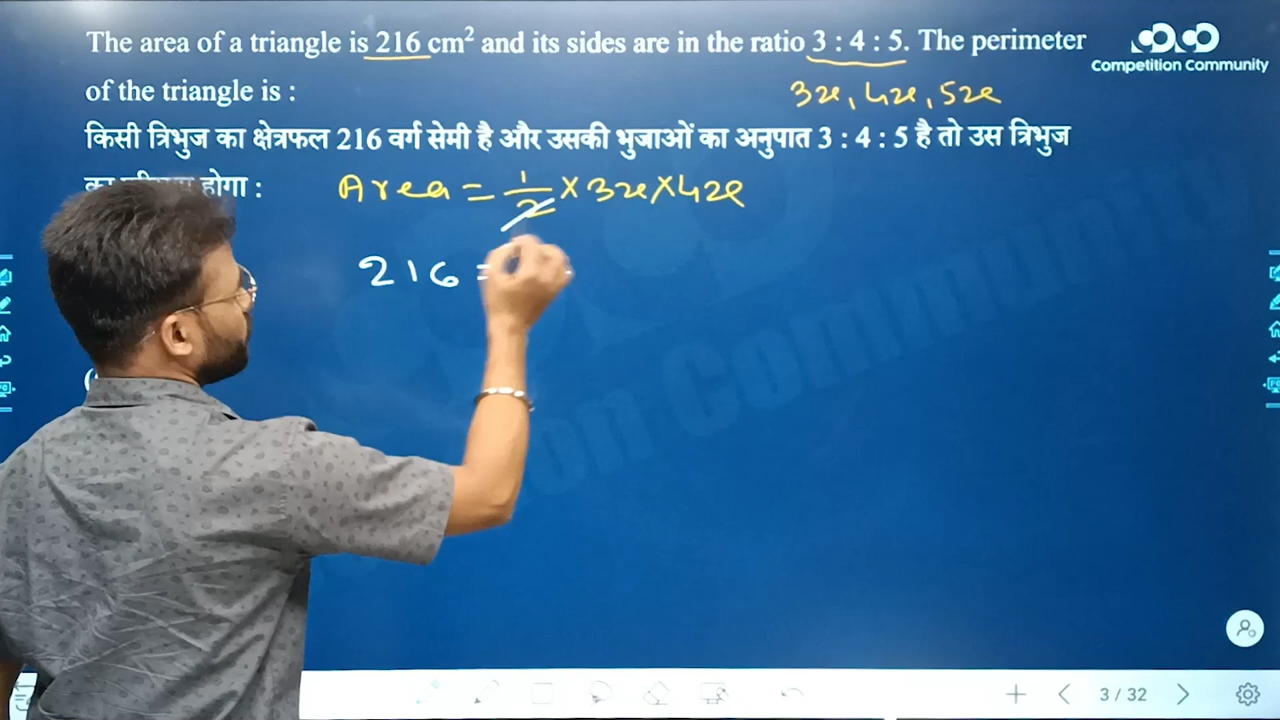 The area of a triangle is 216 cm² and its sides are in the ratio 3 : 4 : 5. The perimeter
of the triangle is :
3x, 4x, 5x
किसी त्रिभुज का क्षेत्रफल 216 वर्ग सेमी है और उसकी भुजाओं का अनुपात 3 : 4 : 5 है तो उस त्रिभुज
होगा :
Area = 1/2 × 3x × 4x
216 =
Competition Community
on Community
3 / 32